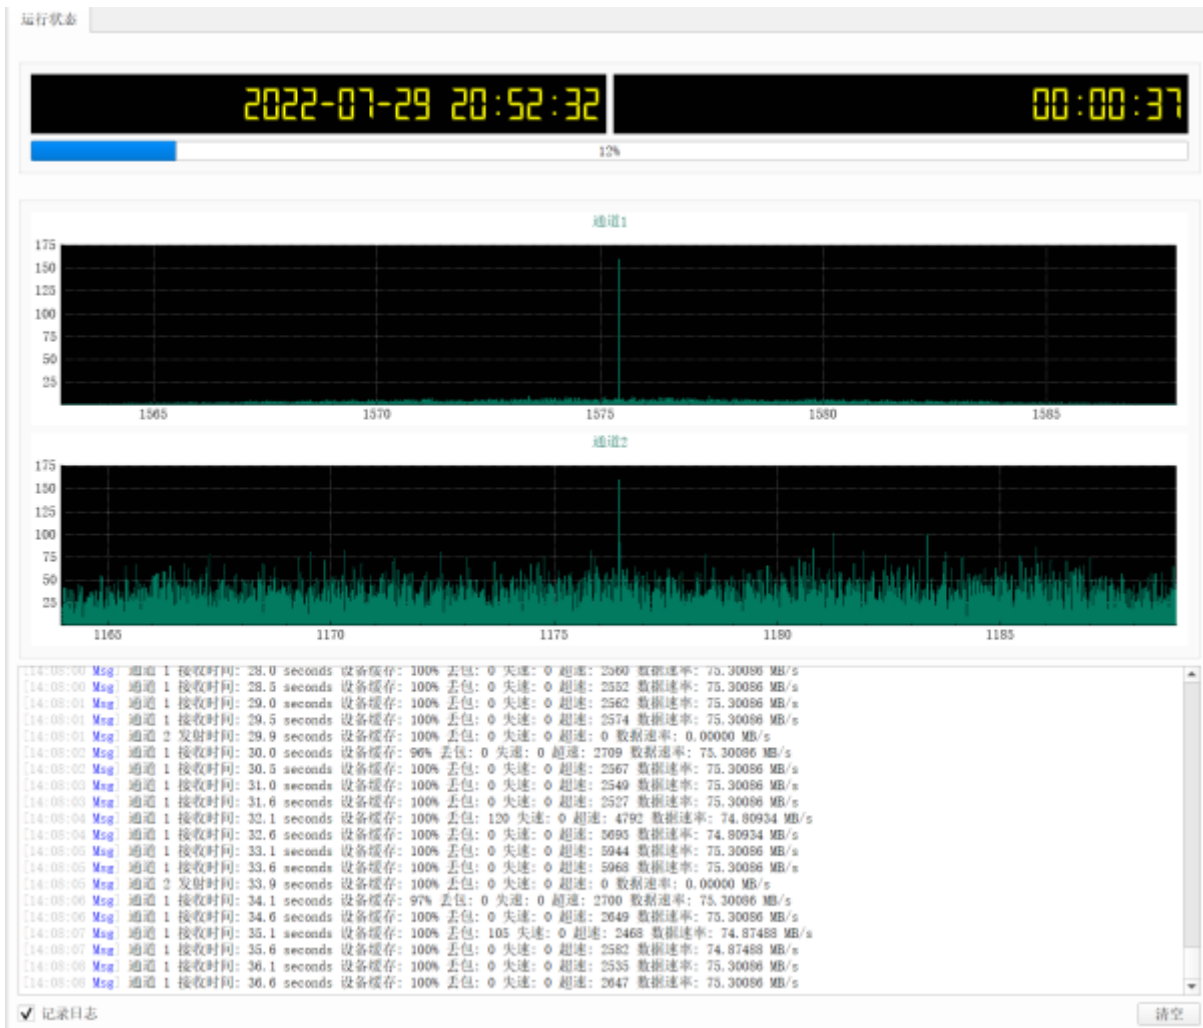 运行状态
2022-07-29 20:52:32
00:00:37
12%
通道1
175
150
125
100
75
50
25
1565 1570 1575 1580 1585
通道2
175
150
125
100
75
50
25
1165 1170 1175 1180 1185
[14:08:00 Msg] 通道 1 接收时间: 28.0 seconds 设备缓存: 100% 丢包: 0 失速: 0 超速: 2560 数据速率: 75.30086 MB/s
[14:08:00 Msg] 通道 1 接收时间: 28.5 seconds 设备缓存: 100% 丢包: 0 失速: 0 超速: 2552 数据速率: 75.30086 MB/s
[14:08:01 Msg] 通道 1 接收时间: 29.0 seconds 设备缓存: 100% 丢包: 0 失速: 0 超速: 2562 数据速率: 75.30086 MB/s
[14:08:01 Msg] 通道 1 接收时间: 29.5 seconds 设备缓存: 100% 丢包: 0 失速: 0 超速: 2574 数据速率: 75.30086 MB/s
[14:08:01 Msg] 通道 2 发射时间: 29.9 seconds 设备缓存: 100% 丢包: 0 失速: 0 超速: 0 数据速率: 0.00000 MB/s
[14:08:02 Msg] 通道 1 接收时间: 30.0 seconds 设备缓存: 96% 丢包: 0 失速: 0 超速: 2709 数据速率: 75.30086 MB/s
[14:08:02 Msg] 通道 1 接收时间: 30.5 seconds 设备缓存: 100% 丢包: 0 失速: 0 超速: 2567 数据速率: 75.30086 MB/s
[14:08:03 Msg] 通道 1 接收时间: 31.0 seconds 设备缓存: 100% 丢包: 0 失速: 0 超速: 2549 数据速率: 75.30086 MB/s
[14:08:03 Msg] 通道 1 接收时间: 31.6 seconds 设备缓存: 100% 丢包: 0 失速: 0 超速: 2527 数据速率: 75.30086 MB/s
[14:08:04 Msg] 通道 1 接收时间: 32.1 seconds 设备缓存: 100% 丢包: 120 失速: 0 超速: 4792 数据速率: 74.80934 MB/s
[14:08:04 Msg] 通道 1 接收时间: 32.6 seconds 设备缓存: 100% 丢包: 0 失速: 0 超速: 5695 数据速率: 74.80934 MB/s
[14:08:05 Msg] 通道 1 接收时间: 33.1 seconds 设备缓存: 100% 丢包: 0 失速: 0 超速: 5944 数据速率: 75.30086 MB/s
[14:08:05 Msg] 通道 1 接收时间: 33.6 seconds 设备缓存: 100% 丢包: 0 失速: 0 超速: 5968 数据速率: 75.30086 MB/s
[14:08:05 Msg] 通道 2 发射时间: 33.9 seconds 设备缓存: 100% 丢包: 0 失速: 0 超速: 0 数据速率: 0.00000 MB/s
[14:08:06 Msg] 通道 1 接收时间: 34.1 seconds 设备缓存: 97% 丢包: 0 失速: 0 超速: 2700 数据速率: 75.30086 MB/s
[14:08:06 Msg] 通道 1 接收时间: 34.6 seconds 设备缓存: 100% 丢包: 0 失速: 0 超速: 2649 数据速率: 75.30086 MB/s
[14:08:07 Msg] 通道 1 接收时间: 35.1 seconds 设备缓存: 100% 丢包: 105 失速: 0 超速: 2468 数据速率: 74.87488 MB/s
[14:08:07 Msg] 通道 1 接收时间: 35.6 seconds 设备缓存: 100% 丢包: 0 失速: 0 超速: 2582 数据速率: 74.87488 MB/s
[14:08:08 Msg] 通道 1 接收时间: 36.1 seconds 设备缓存: 100% 丢包: 0 失速: 0 超速: 2535 数据速率: 75.30086 MB/s
[14:08:08 Msg] 通道 1 接收时间: 36.6 seconds 设备缓存: 100% 丢包: 0 失速: 0 超速: 2647 数据速率: 75.30086 MB/s
记录日志
清空